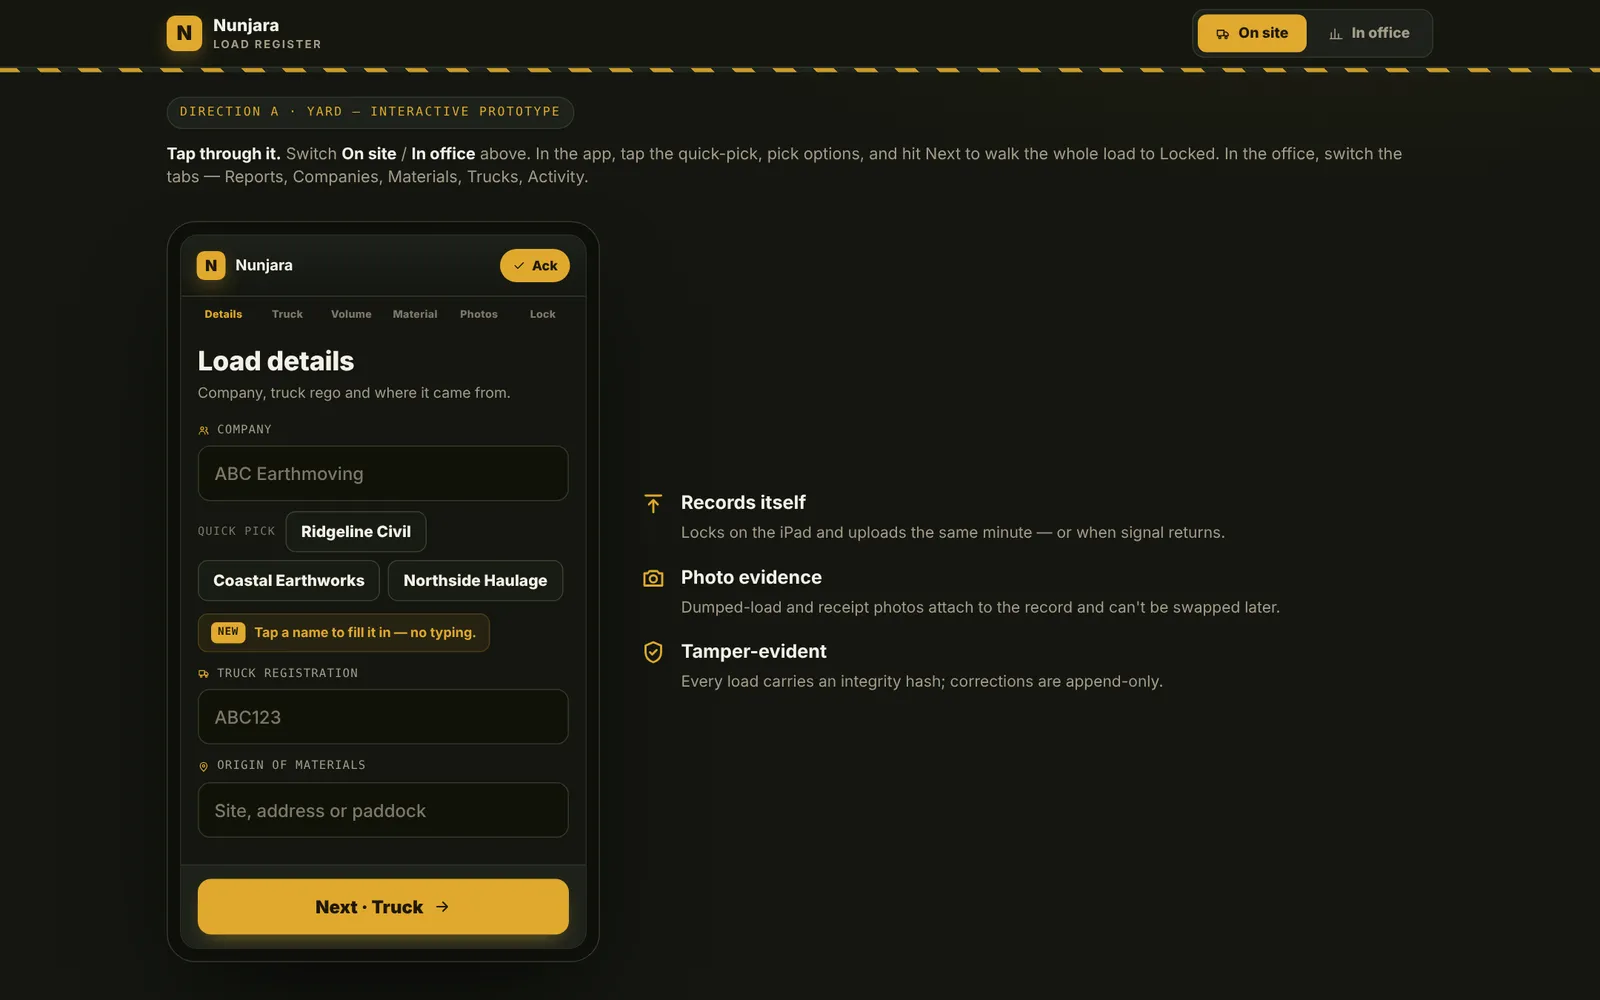 N
Nunjara
LOAD REGISTER
On site
In office
DIRECTION A · YARD — INTERACTIVE PROTOTYPE
Tap through it. Switch On site / In office above. In the app, tap the quick-pick, pick options, and hit Next to walk the whole load to Locked. In the office, switch the
tabs — Reports, Companies, Materials, Trucks, Activity.
N Nunjara
Ack
Details Truck Volume Material Photos Lock
Load details
Company, truck rego and where it came from.
COMPANY
ABC Earthmoving
QUICK PICK Ridgeline Civil
Coastal Earthworks Northside Haulage
NEW Tap a name to fill it in — no typing.
TRUCK REGISTRATION
ABC123
ORIGIN OF MATERIALS
Site, address or paddock
Next · Truck →
Records itself
Locks on the iPad and uploads the same minute — or when signal returns.
Photo evidence
Dumped-load and receipt photos attach to the record and can't be swapped later.
Tamper-evident
Every load carries an integrity hash; corrections are append-only.